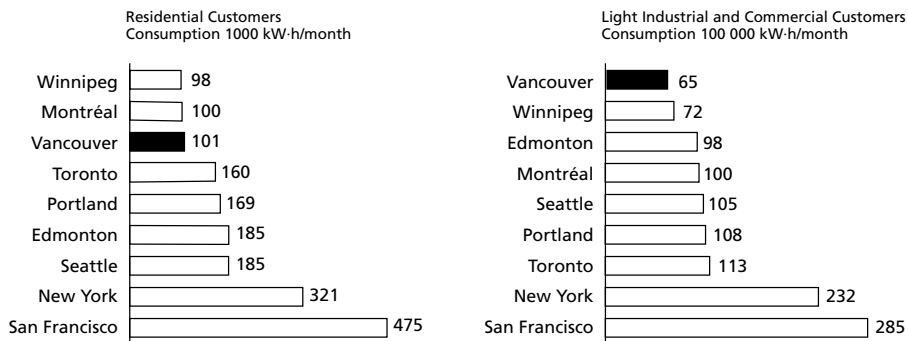 Residential Customers
Consumption 1000 kW·h/month
Winnipeg 98
Montréal 100
Vancouver 101
Toronto 160
Portland 169
Edmonton 185
Seattle 185
New York 321
San Francisco 475
Light Industrial and Commercial Customers
Consumption 100 000 kW·h/month
Vancouver 65
Winnipeg 72
Edmonton 98
Montréal 100
Seattle 105
Portland 108
Toronto 113
New York 232
San Francisco 285